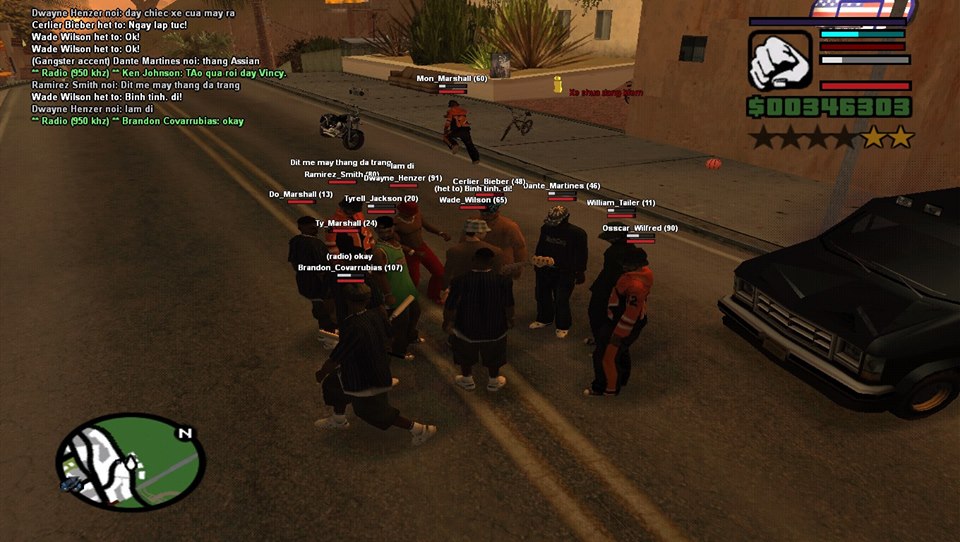 Dwayne Henzer noi: day chiec xe cua may ra
Cerlier Bieber het to: Ngay lap tuc!
Wade Wilson het to: Ok!
Wade Wilson het to: Ok!
(Gangster accent) Dante Martines noi: thang Assian
** Radio (950 khz) ** Ken Johnson: TAo qua roi day Vincy.
Ramirez Smith noi: Dit me may thang da trang
Wade Wilson het to: Binh tinh. di!
Dwayne Henzer noi: lam di
** Radio (950 khz) ** Brandon Covarrubias: okay
$00346303
Mon_Marshall (60)
Xe chua dung
Dit me may thang da trang
lam di
Ramirez_Smith (80)
Dwayne_Henzer (91)
Cerlier_Bieber (48)
(het to) Binh tinh. di!
Dante_Martines (46)
Do_Marshall (13)
Tyrell_Jackson (20)
Wade_Wilson (65)
William_Tailer (11)
Ty_Marshall (24)
Osscar_Wilfred (90)
(radio) okay
Brandon_Covarrubias (107)
N